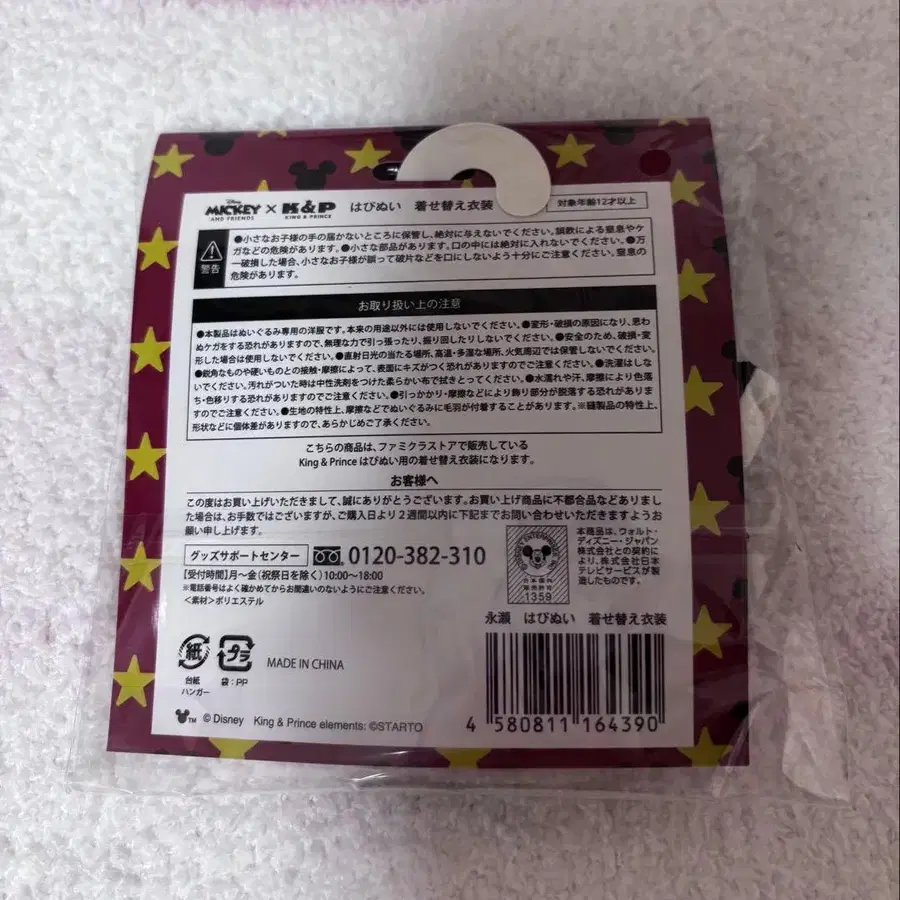 Disney
MICKEY AND FRIENDS × K&P KING & PRINCE はぴぬい 着せ替え衣装 対象年齢12才以上
警告
●小さなお子様の手の届かないところに保管し、絶対に与えないでください。誤飲による窒息やケ
ガなどの危険があります。●小さな部品があります。口の中には絶対に入れないでください。●万
一破損した場合、小さなお子様が誤って破片などを口にしないよう十分にご注意ください。窒息の
危険があります。
お取り扱い上の注意
●本製品はぬいぐるみ専用の洋服です。本来の用途以外には使用しないでください。●変形・破損の原因になり、思わ
ぬケガをする恐れがありますので、無理な力で引っ張ったり、振り回したりしないでください。●安全のため、破損・変
形した場合は使用しないでください。●直射日光の当たる場所、高温・多湿な場所、火気周辺では保管しないでください。
●鋭角なものや硬いものとの接触・摩擦によって、表面にキズがつく恐れがありますのでご注意ください。●洗濯はしな
いでください。汚れがついた時は中性洗剤をつけた柔らかい布で拭きとってください。●水濡れや汗、摩擦により色落
ち・色移りする恐れがありますのでご注意ください。●引っかかり・摩擦などにより飾り部分が脱落する恐れがありま
すのでご注意ください。●生地の特性上、摩擦などでぬいぐるみに毛羽が付着することがあります。※縫製品の特性上、
形状などに個体差がありますので、あらかじめご了承ください。
こちらの商品は、ファミクラストアで販売している
King & Prince はぴぬい用の着せ替え衣装になります。
お客様へ
この度はお買い上げいただきまして、誠にありがとうございます。お買い上げ商品に不都合品などありまし
た場合は、お手数ではございますが、ご購入日より2週間以内に下記までお問い合わせいただきますようお
願い申し上げます。
グッズサポートセンター 0120-382-310
【受付時間】月〜金(祝祭日を除く)10:00〜18:00
※電話番号はよく確かめてからお間違いのないようにご注意ください。
<素材>ポリエステル
日本国内
販売許諾
1359
本商品は、ウォルト・
ディズニー・ジャパン
株式会社との契約に
より、株式会社日本
テレビサービスが製
造したものです。
永瀬 はぴぬい 着せ替え衣装
紙
台紙
ハンガー
プラ
袋:PP
MADE IN CHINA
4 580811 164390
TM © Disney King & Prince elements: ©STARTO